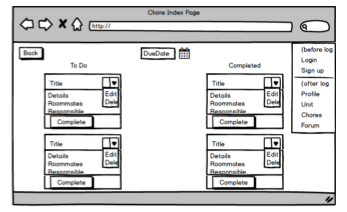 Chore Index Page
http://
Back
DueDate
To Do
Completed
Title
Details
Roommates
Responsible
Edit
Dele
Complete
Title
Details
Roommates
Responsible
Edit
Dele
Complete
Title
Details
Roommates
Responsible
Edit
Dele
Complete
Title
Details
Roommates
Responsible
Edit
Dele
Complete
(before log
Login
Sign up
(after log
Profile
Unit
Chores
Forum